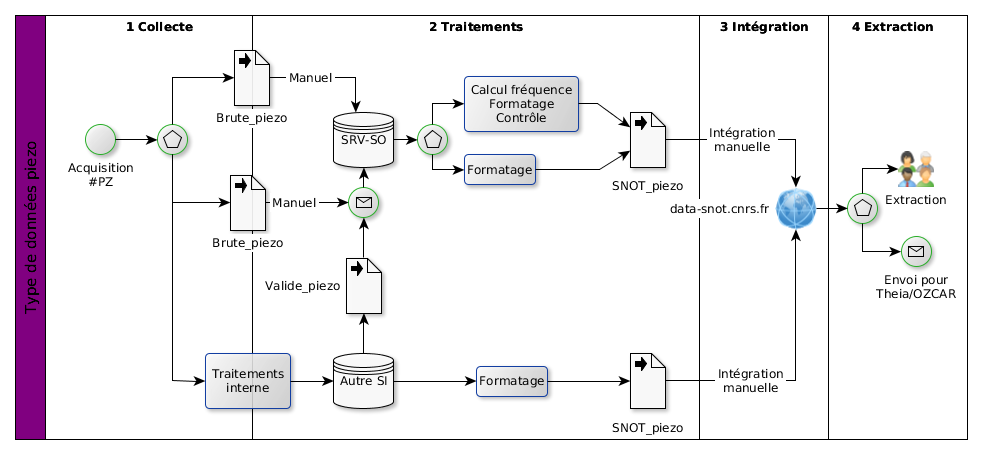 Type de données piezo
1 Collecte
2 Traitements
3 Intégration
4 Extraction
Acquisition
#PZ
Brute_piezo
Manuel
Brute_piezo
Manuel
Traitements
interne
SRV-SO
Valide_piezo
Autre SI
Calcul fréquence
Formatage
Contrôle
Formatage
SNOT_piezo
Formatage
SNOT_piezo
Intégration
manuelle
data-snot.cnrs.fr
Intégration
manuelle
Extraction
Envoi pour
Theia/OZCAR